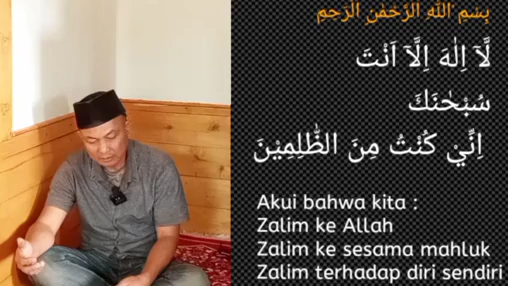 بِسْمِ اللّٰهِ الرَّحْمٰنِ الرَّحِيْمِ
لَّآ اِلٰهَ اِلَّآ اَنْتَ
سُبْحٰنَكَ
اِنِّيْ كُنْتُ مِنَ الظّٰلِمِيْنَ
Akui bahwa kita :
Zalim ke Allah
Zalim ke sesama mahluk
Zalim terhadap diri sendiri